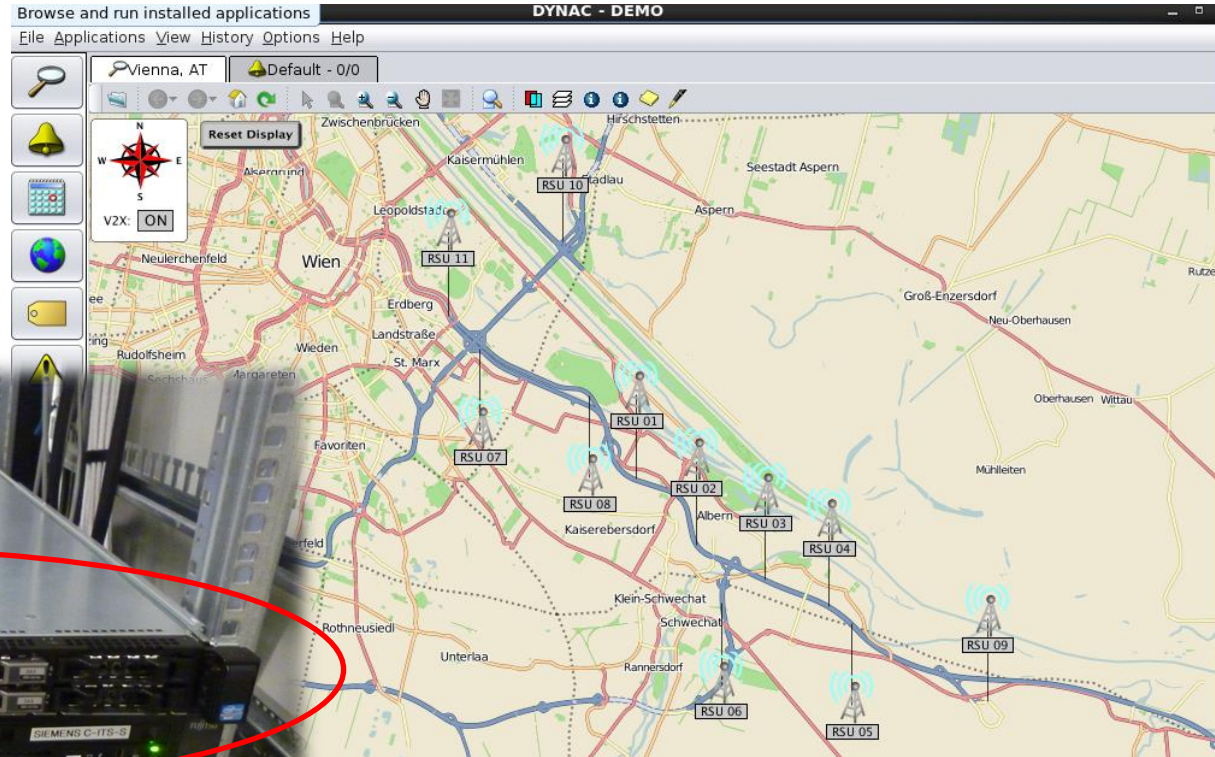 Browse and run installed applications
DYNAC - DEMO
File Applications View History Options Help
Vienna, AT
Default - 0/0
N
W E
S
V2X: ON
Reset Display
Zwischenbrücken
Hirschstetten
Kaisermühlen
Alsergrund
RSU 10
Seestadt Aspern
Leopoldstadt
Aspern
Neulerchenfeld
Wien
RSU 11
Erdberg
Groß-Enzersdorf
Neu-Oberhausen
Landstraße
Rudolfsheim
Wieden
St. Marx
Sechshaus
Margareten
Oberhausen
Wittau
RSU 01
Favoriten
RSU 07
Mühlleiten
RSU 02
RSU 08
Albern
RSU 03
Kaiserebersdorf
RSU 04
Klein-Schwechat
Schwechat
Rothneusiedl
RSU 09
Unterlaa
Rannersdorf
RSU 06
RSU 05
SIEMENS C-ITS-S
FUJITSU